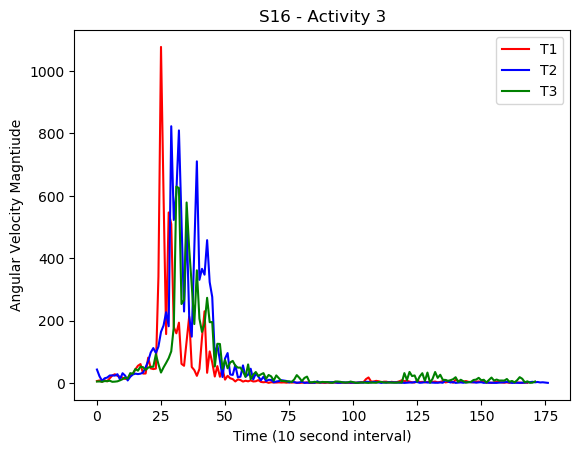 S16 - Activity 3
T1
T2
T3
Angular Velocity Magntiude
1000
800
600
400
200
0
0 25 50 75 100 125 150 175
Time (10 second interval)